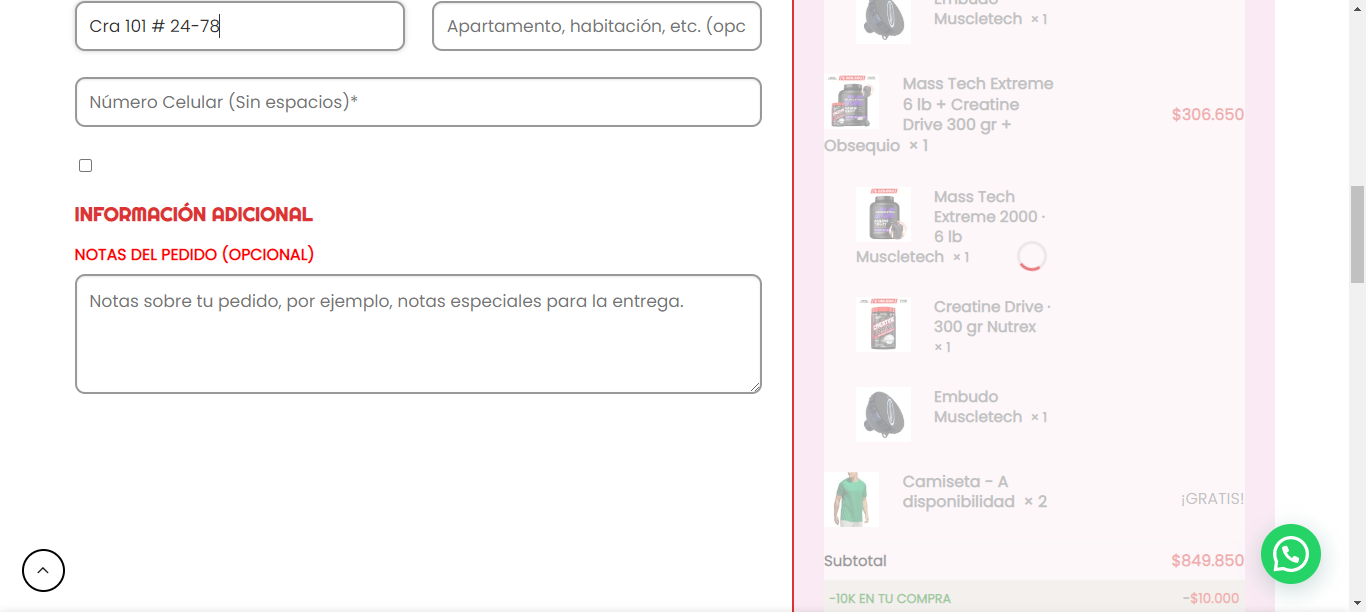 Cra 101 # 24-78
Apartamento, habitación, etc. (opc
Número Celular (Sin espacios)*
INFORMACIÓN ADICIONAL
NOTAS DEL PEDIDO (OPCIONAL)
Notas sobre tu pedido, por ejemplo, notas especiales para la entrega.
Embudo
Muscletech × 1
Mass Tech Extreme
6 lb + Creatine
Drive 300 gr +
Obsequio × 1
$306.650
Mass Tech
Extreme 2000 ·
6 lb
Muscletech × 1
Creatine Drive ·
300 gr Nutrex
× 1
Embudo
Muscletech × 1
Camiseta - A
disponibilidad × 2
¡GRATIS!
Subtotal
$849.850
-10K EN TU COMPRA
-$10.000